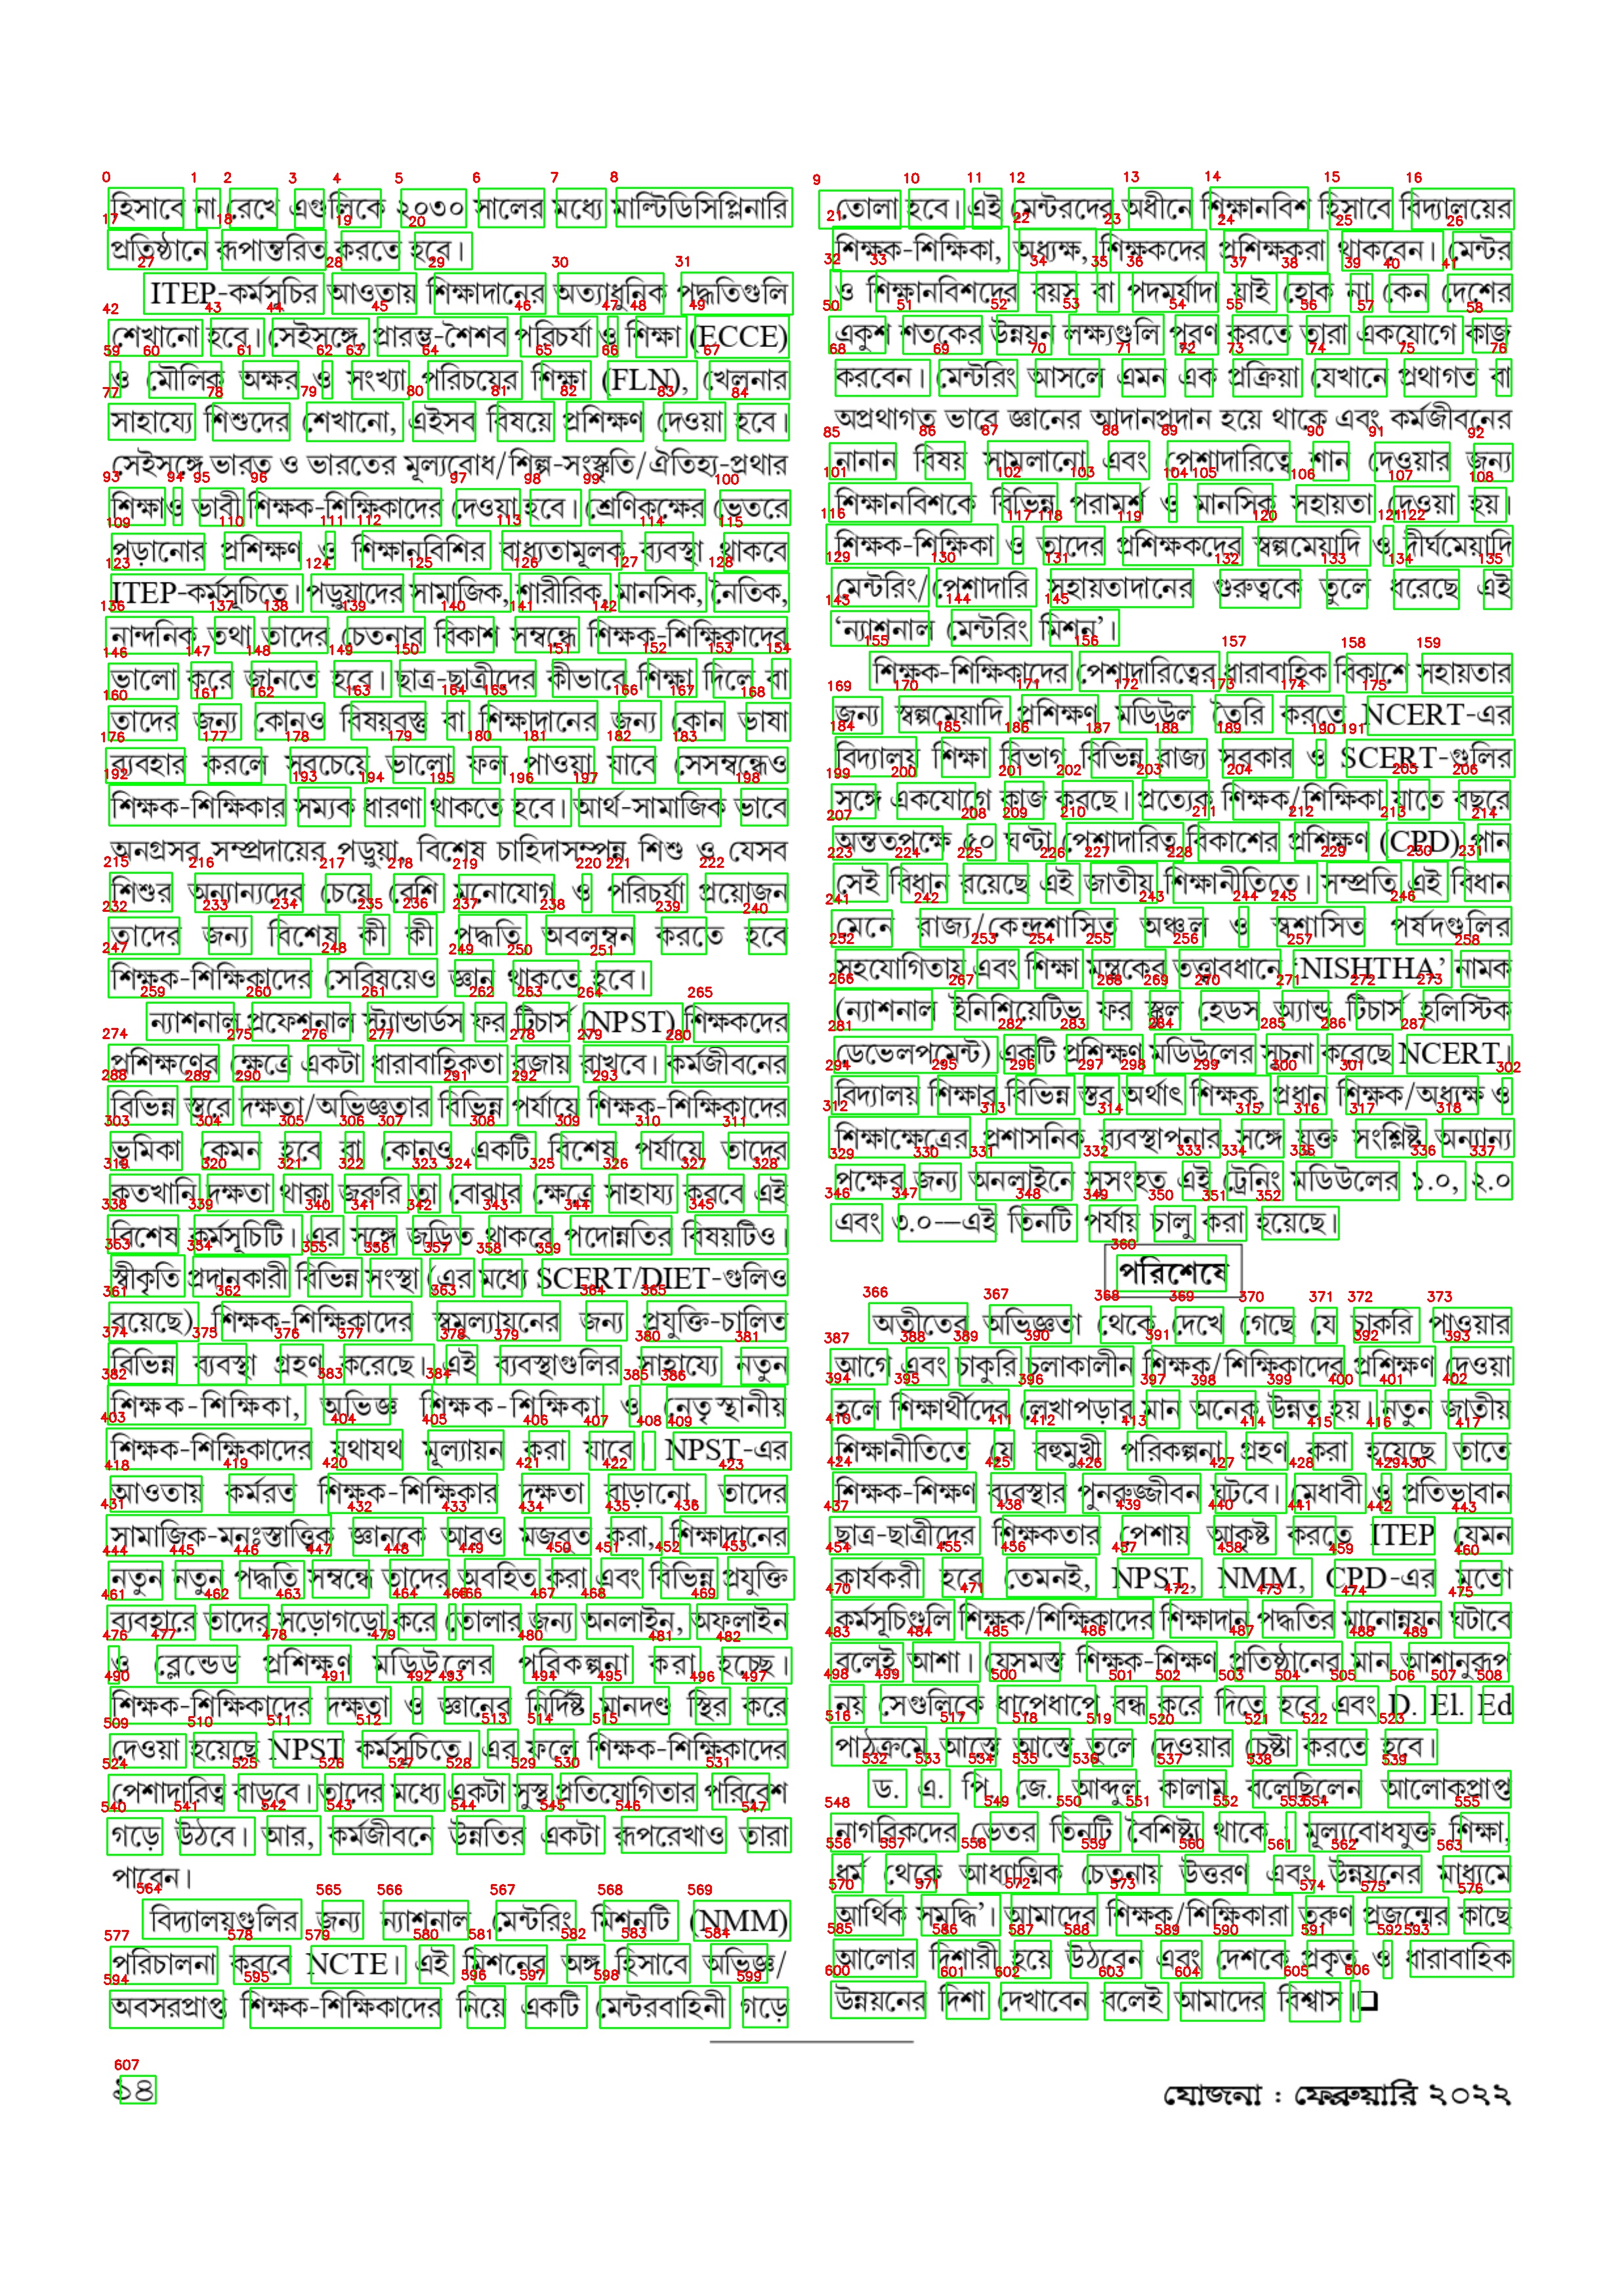 হিসাবে না রেখে এগুলিকে ২০৩০ সালের মধ্যে মাল্টিডিসিপ্লিনারি
প্রতিষ্ঠানে রূপান্তরিত করতে হবে।
ITEP-কর্মসূচির আওতায় শিক্ষাদানের অত্যাধুনিক পদ্ধতিগুলি
শেখানো হবে। সেইসঙ্গে, প্রারম্ভ-শৈশব পরিচর্যা ও শিক্ষা (ECCE)
ও মৌলিক অক্ষর ও সংখ্যা পরিচয়ের শিক্ষা (FLN), খেলনার
সাহায্যে শিশুদের শেখানো, এইসব বিষয়ে প্রশিক্ষণ দেওয়া হবে।
সেইসঙ্গে ভারত ও ভারতের মূল্যবোধ/শিল্প-সংস্কৃতি/ঐতিহ্য-প্রথার
শিক্ষাও ভাবী শিক্ষক-শিক্ষিকাদের দেওয়া হবে। শ্রেণিকক্ষের ভেতরে
পড়ানোর প্রশিক্ষণ ও শিক্ষানবিশির বাধ্যতামূলক ব্যবস্থা থাকবে
ITEP-কর্মসূচিতে। পড়ুয়াদের সামাজিক, শারীরিক, মানসিক, নৈতিক,
নান্দনিক তথা তাদের চেতনার বিকাশ সম্বন্ধে শিক্ষক-শিক্ষিকাদের
ভালো করে জানতে হবে। ছাত্র-ছাত্রীদের কীভাবে শিক্ষা দিলে বা
তাদের জন্য কোনও বিষয়বস্তু বা শিক্ষাদানের জন্য কোন ভাষা
ব্যবহার করলে সবচেয়ে ভালো ফল পাওয়া যাবে সেসম্বন্ধেও
শিক্ষক-শিক্ষিকার সম্যক ধারণা থাকতে হবে। আর্থ-সামাজিক ভাবে
অনগ্রসর সম্প্রদায়ের পড়ুয়া, বিশেষ চাহিদাসম্পন্ন শিশু ও যেসব
শিশুর অন্যান্যদের চেয়ে বেশি মনোযোগ ও পরিচর্যা প্রয়োজন
তাদের জন্য বিশেষ কী কী পদ্ধতি অবলম্বন করতে হবে
শিক্ষক-শিক্ষিকাদের সেবিষয়েও জ্ঞান থাকতে হবে।
ন্যাশনাল প্রফেশনাল স্ট্যান্ডার্ডস ফর টিচার্স (NPST) শিক্ষকদের
প্রশিক্ষণের ক্ষেত্রে একটা ধারাবাহিকতা বজায় রাখবে। কর্মজীবনের
বিভিন্ন স্তরে দক্ষতা/অভিজ্ঞতার বিভিন্ন পর্যায়ে শিক্ষক-শিক্ষিকাদের
ভূমিকা কেমন হবে বা কোনও একটি বিশেষ পর্যায়ে তাদের
কতখানি দক্ষতা থাকা জরুরি তা বোঝার ক্ষেত্রে সাহায্য করবে এই
বিশেষ কর্মসূচিটি। এর সঙ্গে জড়িত থাকবে পদোন্নতির বিষয়টিও।
স্বীকৃতি প্রদানকারী বিভিন্ন সংস্থা (এর মধ্যে SCERT/DIET-গুলিও
রয়েছে) শিক্ষক-শিক্ষিকাদের স্বমূল্যায়নের জন্য প্রযুক্তি-চালিত
বিভিন্ন ব্যবস্থা গ্রহণ করেছে। এই ব্যবস্থাগুলির সাহায্যে নতুন
শিক্ষক-শিক্ষিকা, অভিজ্ঞ শিক্ষক-শিক্ষিকা ও নেতৃস্থানীয়
শিক্ষক-শিক্ষিকাদের যথাযথ মূল্যায়ন করা যাবে। NPST-এর
আওতায় কর্মরত শিক্ষক-শিক্ষিকার দক্ষতা বাড়ানো, তাদের
সামাজিক-মনঃস্তাত্ত্বিক জ্ঞানকে আরও মজবুত করা, শিক্ষাদানের
নতুন নতুন পদ্ধতি সম্বন্ধে তাদের অবহিত করা এবং বিভিন্ন প্রযুক্তি
ব্যবহারে তাদের সড়োগড়ো করে তোলার জন্য অনলাইন, অফলাইন
ও ব্লেন্ডেড প্রশিক্ষণ মডিউলের পরিকল্পনা করা হচ্ছে।
শিক্ষক-শিক্ষিকাদের দক্ষতা ও জ্ঞানের নির্দিষ্ট মানদণ্ড স্থির করে
দেওয়া হয়েছে NPST কর্মসূচিতে। এর ফলে শিক্ষক-শিক্ষিকাদের
পেশাদারিত্ব বাড়বে। তাদের মধ্যে একটা সুস্থ প্রতিযোগিতার পরিবেশ
গড়ে উঠবে। আর, কর্মজীবনে উন্নতির একটা রূপরেখাও তারা
পাবেন।
বিদ্যালয়গুলির জন্য ন্যাশনাল মেন্টরিং মিশনটি (NMM)
পরিচালনা করবে NCTE। এই মিশনের অঙ্গ হিসাবে অভিজ্ঞ/
অবসরপ্রাপ্ত শিক্ষক-শিক্ষিকাদের নিয়ে একটি মেন্টরবাহিনী গড়ে
তোলা হবে। এই মেন্টরদের অধীনে শিক্ষানবিশ হিসাবে বিদ্যালয়ের
শিক্ষক-শিক্ষিকা, অধ্যক্ষ, শিক্ষকদের প্রশিক্ষকরা থাকবেন। মেন্টর
ও শিক্ষানবিশদের বয়স বা পদমর্যাদা যাই হোক না কেন দেশের
একুশ শতকের উন্নয়ন লক্ষ্যগুলি পূরণ করতে তারা একযোগে কাজ
করবেন। মেন্টরিং আসলে এমন এক প্রক্রিয়া যেখানে প্রথাগত বা
অপ্রথাগত ভাবে জ্ঞানের আদানপ্রদান হয়ে থাকে এবং কর্মজীবনের
নানান বিষয় সামলানো এবং পেশাদারিত্বে শান দেওয়ার জন্য
শিক্ষানবিশকে বিভিন্ন পরামর্শ ও মানসিক সহায়তা দেওয়া হয়।
শিক্ষক-শিক্ষিকা ও তাদের প্রশিক্ষকদের স্বল্পমেয়াদি ও দীর্ঘমেয়াদি
মেন্টরিং/পেশাদারি সহায়তাদানের গুরুত্বকে তুলে ধরেছে এই
‘ন্যাশনাল মেন্টরিং মিশন’।
শিক্ষক-শিক্ষিকাদের পেশাদারিত্বের ধারাবাহিক বিকাশে সহায়তার
জন্য স্বল্পমেয়াদি প্রশিক্ষণ মডিউল তৈরি করতে NCERT-এর
বিদ্যালয় শিক্ষা বিভাগ বিভিন্ন রাজ্য সরকার ও SCERT-গুলির
সঙ্গে একযোগে কাজ করছে। প্রত্যেক শিক্ষক/শিক্ষিকা যাতে বছরে
অন্ততপক্ষে ৫০ ঘণ্টা পেশাদারিত্ব বিকাশের প্রশিক্ষণ (CPD) পান
সেই বিধান রয়েছে এই জাতীয় শিক্ষানীতিতে। সম্প্রতি এই বিধান
মেনে রাজ্য/কেন্দ্রশাসিত অঞ্চল ও স্বশাসিত পর্ষদগুলির
সহযোগিতায় এবং শিক্ষা মন্ত্রকের তত্ত্বাবধানে ‘NISHTHA’ নামক
(ন্যাশনাল ইনিশিয়েটিভ ফর স্কুল হেডস অ্যান্ড টিচার্স হলিস্টিক
ডেভেলপমেন্ট) একটি প্রশিক্ষণ মডিউলের সূচনা করেছে NCERT।
বিদ্যালয় শিক্ষার বিভিন্ন স্তর অর্থাৎ শিক্ষক, প্রধান শিক্ষক/অধ্যক্ষ ও
শিক্ষাক্ষেত্রের প্রশাসনিক ব্যবস্থাপনার সঙ্গে যুক্ত সংশ্লিষ্ট অন্যান্য
পক্ষের জন্য অনলাইনে সুসংহত এই ট্রেনিং মডিউলের ১.০, ২.০
এবং ৩.০—এই তিনটি পর্যায় চালু করা হয়েছে।
পরিশেষে
অতীতের অভিজ্ঞতা থেকে দেখে গেছে যে চাকরি পাওয়ার
আগে এবং চাকুরি চলাকালীন শিক্ষক/শিক্ষিকাদের প্রশিক্ষণ দেওয়া
হলে শিক্ষার্থীদের লেখাপড়ার মান অনেক উন্নত হয়। নতুন জাতীয়
শিক্ষানীতিতে যে বহুমুখী পরিকল্পনা গ্রহণ করা হয়েছে তাতে
শিক্ষক-শিক্ষণ ব্যবস্থার পুনরুজ্জীবন ঘটবে। মেধাবী ও প্রতিভাবান
ছাত্র-ছাত্রীদের শিক্ষকতার পেশায় আকৃষ্ট করতে ITEP যেমন
কার্যকরী হবে তেমনই, NPST, NMM, CPD-এর মতো
কর্মসূচিগুলি শিক্ষক/শিক্ষিকাদের শিক্ষাদান পদ্ধতির মানোন্নয়ন ঘটাবে
বলেই আশা। যেসমস্ত শিক্ষক-শিক্ষণ প্রতিষ্ঠানের মান আশানুরূপ
নয় সেগুলিকে ধাপেধাপে বন্ধ করে দিতে হবে এবং D. El. Ed
পাঠক্রমে আস্তে আস্তে তুলে দেওয়ার চেষ্টা করতে হবে।
ড. এ. পি. জে. আব্দুল কালাম বলেছিলেন আলোকপ্রাপ্ত
নাগরিকদের ভেতর তিনটি বৈশিষ্ট্য থাকে ‘ মূল্যবোধযুক্ত শিক্ষা,
ধর্ম থেকে আধ্যাত্মিক চেতনায় উত্তরণ এবং উন্নয়নের মাধ্যমে
আর্থিক সমৃদ্ধি’। আমাদের শিক্ষক/শিক্ষিকারা তরুণ প্রজন্মের কাছে
আলোর দিশারী হয়ে উঠবেন এবং দেশকে প্রকৃত ও ধারাবাহিক
উন্নয়নের দিশা দেখাবেন বলেই আমাদের বিশ্বাস।❑
১৪
যোজনা : ফেব্রুয়ারি ২০২২